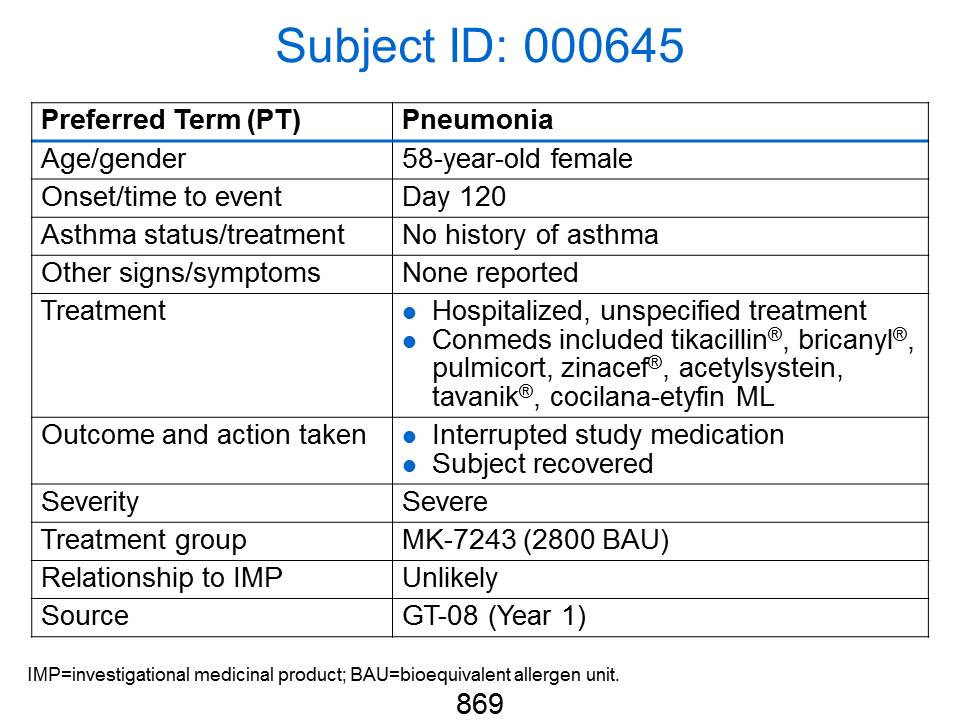 Subject ID: 000645
Preferred Term (PT) Pneumonia
Age/gender 58-year-old female
Onset/time to event Day 120
Asthma status/treatment No history of asthma
Other signs/symptoms None reported
Treatment ● Hospitalized, unspecified treatment
● Conmeds included tikacillin®, bricanyl®,
pulmicort, zinacef®, acetylsystein,
tavanik®, cocilana-etyfin ML
Outcome and action taken ● Interrupted study medication
● Subject recovered
Severity Severe
Treatment group MK-7243 (2800 BAU)
Relationship to IMP Unlikely
Source GT-08 (Year 1)
IMP=investigational medicinal product; BAU=bioequivalent allergen unit.
869